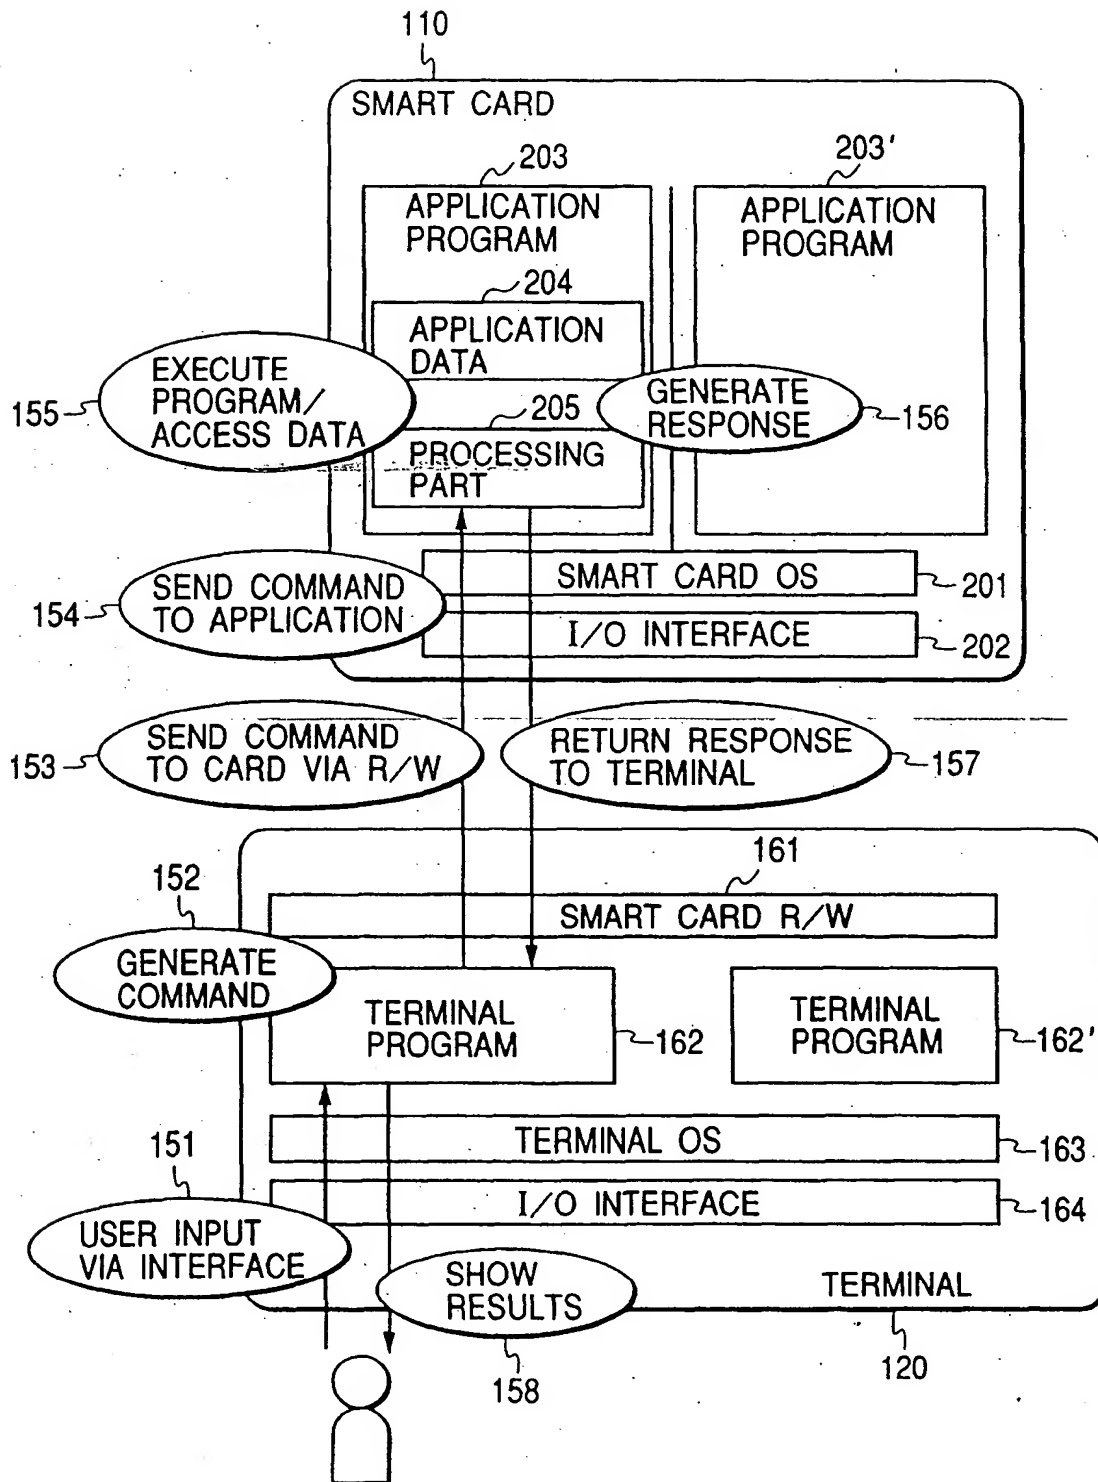 110
SMART CARD
203
203'
APPLICATION
PROGRAM
APPLICATION
PROGRAM
204
APPLICATION
DATA
EXECUTE
PROGRAM/
ACCESS DATA
155
GENERATE
RESPONSE
156
205
PROCESSING
PART
SMART CARD OS
201
SEND COMMAND
TO APPLICATION
154
I/O INTERFACE
202
SEND COMMAND
TO CARD VIA R/W
153
RETURN RESPONSE
TO TERMINAL
157
161
SMART CARD R/W
152
GENERATE
COMMAND
TERMINAL
PROGRAM
162
TERMINAL
PROGRAM
162'
TERMINAL OS
163
151
I/O INTERFACE
164
USER INPUT
VIA INTERFACE
SHOW
RESULTS
158
TERMINAL
120